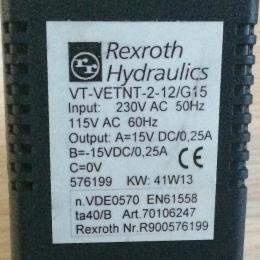 Rexroth
Hydraulics
VT-VETNT-2-12/G15
Input: 230V AC 50Hz
115V AC 60Hz
Output: A=15V DC/0,25A
B=-15VDC/0,25A
C=0V
576199 KW: 41W13
n.VDE0570 EN61558
ta40/B Art.70106247
Rexroth Nr.R900576199